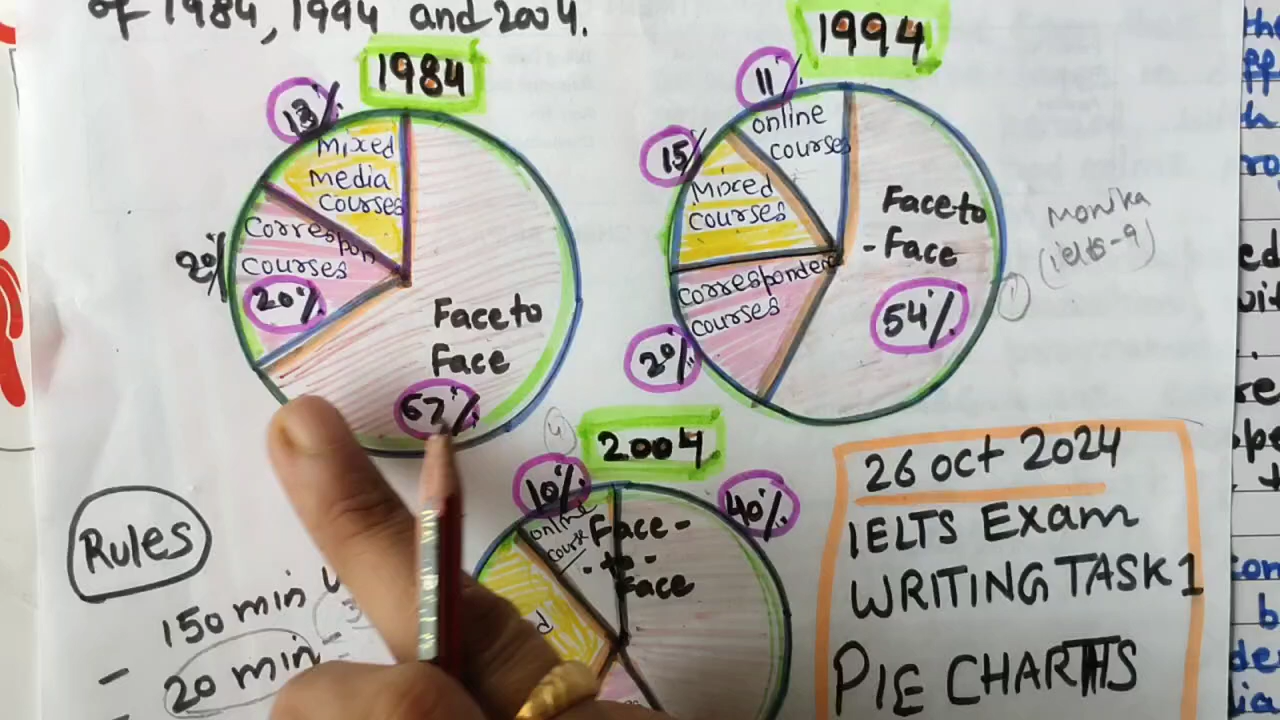 of 1984, 1994 and 2004.
1984
13%
Mixed
Media
courses
Correspon
courses
20%
20%
Face to
Face
67%
1994
11%
online
courses
15%
Mixed
courses
Correspondence
courses
20%
Face to
- Face
54%
Monika
(ielts-9)
1
4
2004
10%
online
course
40%
Face -
- to -
Face
Rules
- 150 min
- 20 min
26 oct 2024
IELTS Exam
WRITING TASK 1
PIE CHARTS